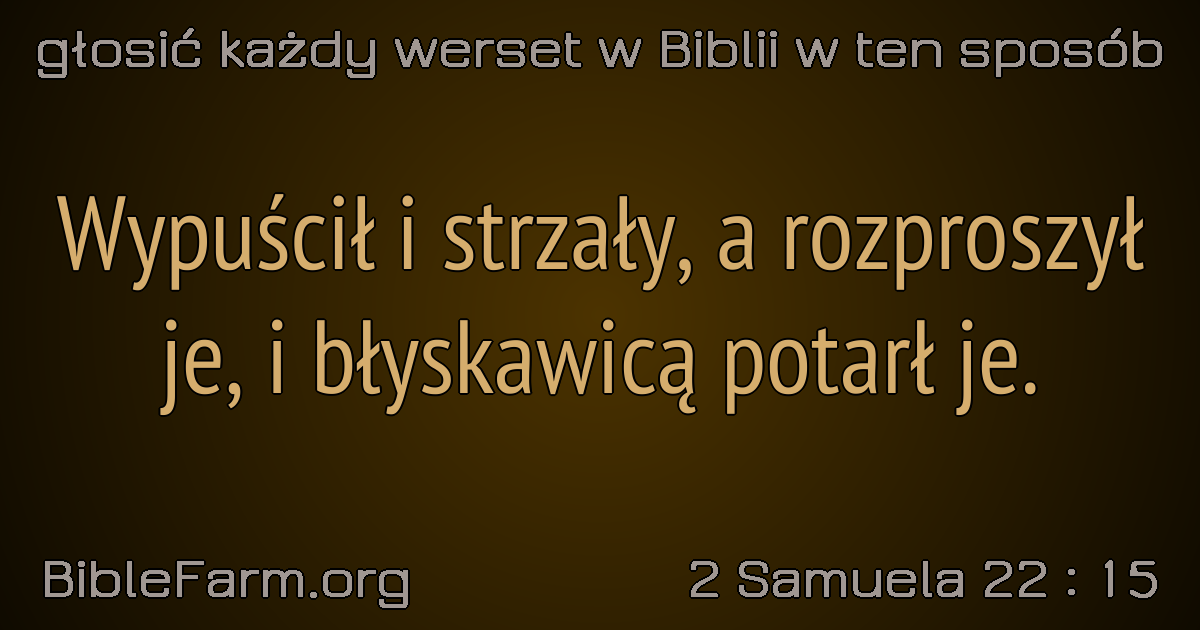 głosić każdy werset w Biblii w ten sposób
Wypuścił i strzały, a rozproszył
je, i błyskawicą potarł je.
BibleFarm.org
2 Samuela 22 : 15